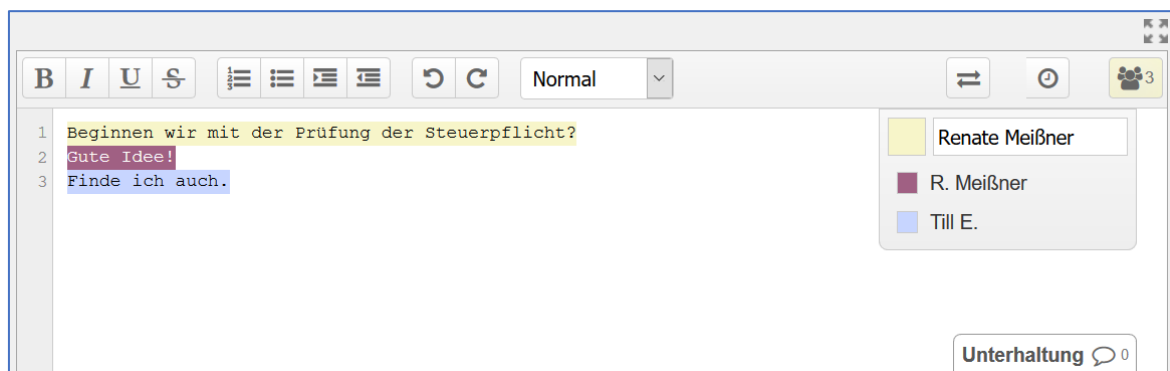 B I U S Normal 3
1 Beginnen wir mit der Prüfung der Steuerpflicht?
2 Gute Idee!
3 Finde ich auch.
Renate Meißner
R. Meißner
Till E.
Unterhaltung 0